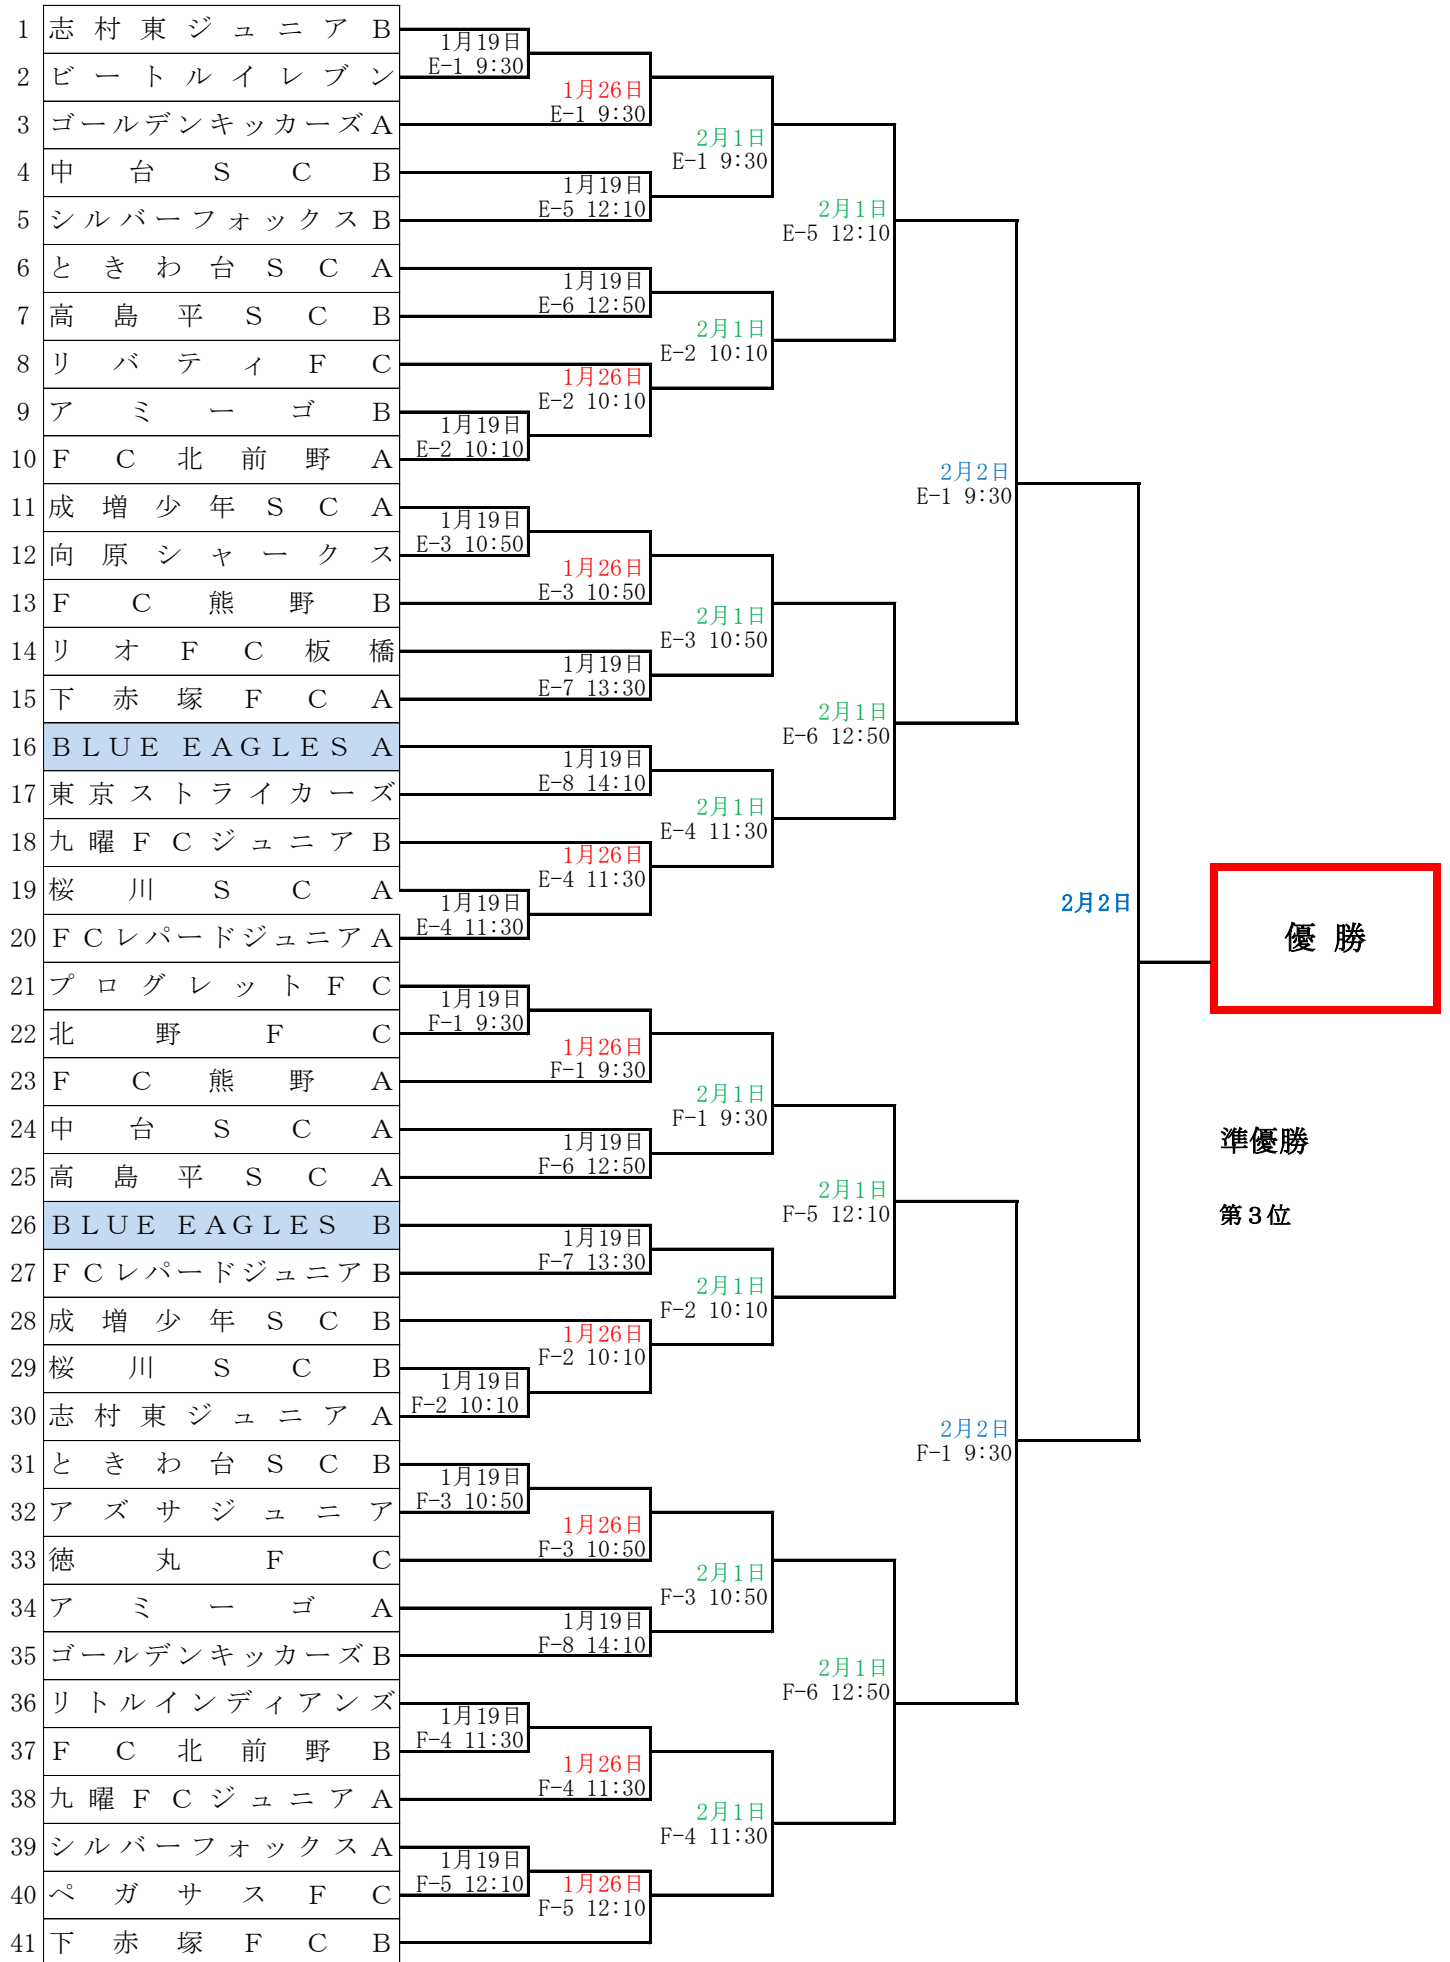 1 志村東ジュニアB
2 ビートルイレブン
3 ゴールデンキッカーズA
4 中台SCB
5 シルバーフォックスB
6 ときわ台SCA
7 高島平SCB
8 リバティFC
9 アミーゴB
10 FC北前野A
11 成増少年SCA
12 向原シャークス
13 FC熊野B
14 リオFC板橋
15 下赤塚FCA
16 BLUE EAGLES A
17 東京ストライカーズ
18 九曜FCジュニアB
19 桜川SCA
20 FCレパードジュニアA
21 プログレットFC
22 北野FC
23 FC熊野A
24 中台SCA
25 高島平SCA
26 BLUE EAGLES B
27 FCレパードジュニアB
28 成増少年SCB
29 桜川SCB
30 志村東ジュニアA
31 ときわ台SCB
32 アズサジュニア
33 徳丸FC
34 アミーゴA
35 ゴールデンキッカーズB
36 リトルインディアンズ
37 FC北前野B
38 九曜FCジュニアA
39 シルバーフォックスA
40 ペガサスFC
41 下赤塚FCB
1月19日
E-1 9:30
1月19日
E-2 10:10
1月19日
E-3 10:50
1月19日
E-4 11:30
1月19日
F-1 9:30
1月19日
F-2 10:10
1月19日
F-3 10:50
1月19日
F-4 11:30
1月19日
F-5 12:10
1月26日
E-1 9:30
1月19日
E-5 12:10
1月19日
E-6 12:50
1月26日
E-2 10:10
1月26日
E-3 10:50
1月19日
E-7 13:30
1月19日
E-8 14:10
1月26日
E-4 11:30
1月26日
F-1 9:30
1月19日
F-6 12:50
1月19日
F-7 13:30
1月26日
F-2 10:10
1月26日
F-3 10:50
1月19日
F-8 14:10
1月26日
F-4 11:30
1月26日
F-5 12:10
2月1日
E-1 9:30
2月1日
E-2 10:10
2月1日
E-3 10:50
2月1日
E-4 11:30
2月1日
F-1 9:30
2月1日
F-2 10:10
2月1日
F-3 10:50
2月1日
F-4 11:30
2月1日
E-5 12:10
2月1日
E-6 12:50
2月1日
F-5 12:10
2月1日
F-6 12:50
2月2日
E-1 9:30
2月2日
F-1 9:30
2月2日
優 勝
準優勝
第3位